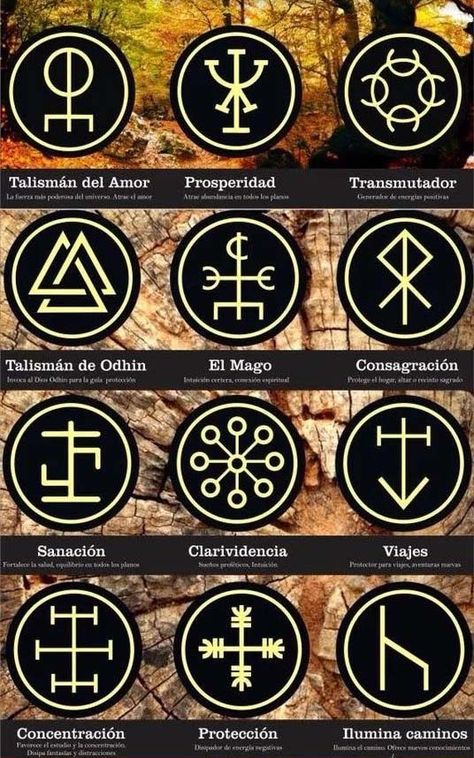 Talismán del Amor
La fuerza más poderosa del universo. Atrae el amor
Prosperidad
Atrae abundancia en todos los planos
Transmutador
Generador de energías positivas
Talismán de Odhin
Invoca al Dios Odhin para la guía protección
El Mago
Intuición certera, conexión espiritual
Consagración
Protege el hogar, altar o recinto sagrado
Sanación
Fortalece la salud, equilibrio en todos los planos
Clarividencia
Sueños proféticos, Intuición
Viajes
Protector para viajes, aventuras nuevas
Concentración
Favorece el estudio y la concentración.
Disipa fantasías y distracciones
Protección
Disipador de energía negativas
Ilumina caminos
Ilumina el camino. Ofrece nuevos conocimientos